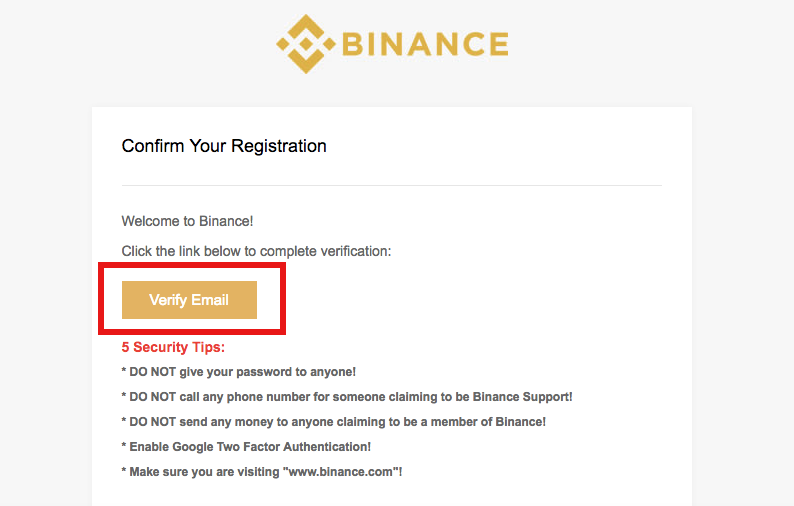 BINANCE
Confirm Your Registration
Welcome to Binance!
Click the link below to complete verification:
Verify Email
5 Security Tips:
* DO NOT give your password to anyone!
* DO NOT call any phone number for someone claiming to be Binance Support!
* DO NOT send any money to anyone claiming to be a member of Binance!
* Enable Google Two Factor Authentication!
* Make sure you are visiting "www.binance.com"!